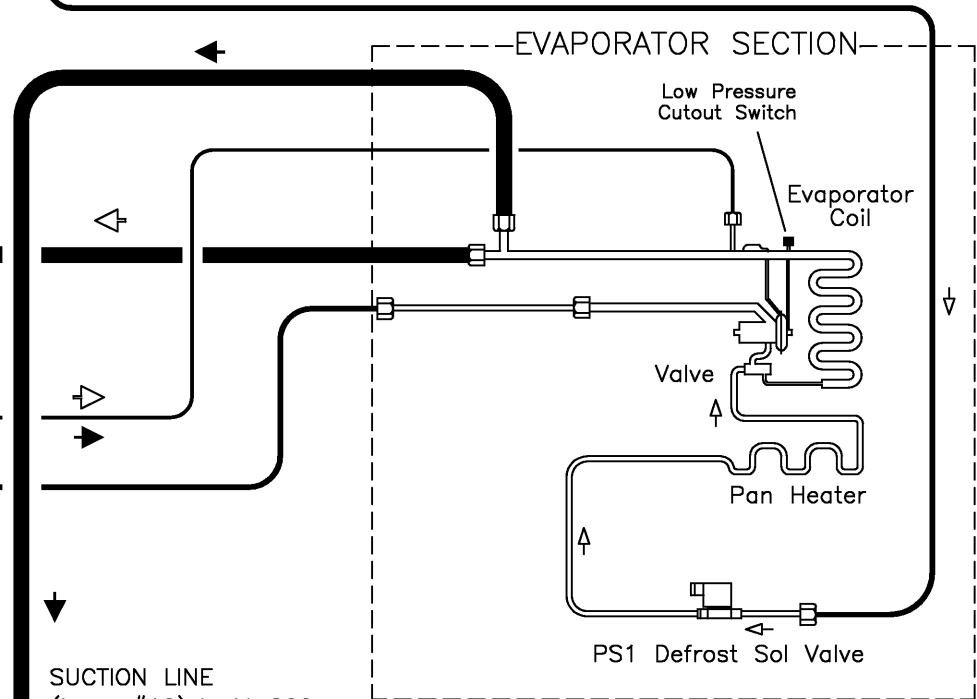 EVAPORATOR SECTION
Low Pressure
Cutout Switch
Evaporator
Coil
Valve
Pan Heater
PS1 Defrost Sol Valve
SUCTION LINE